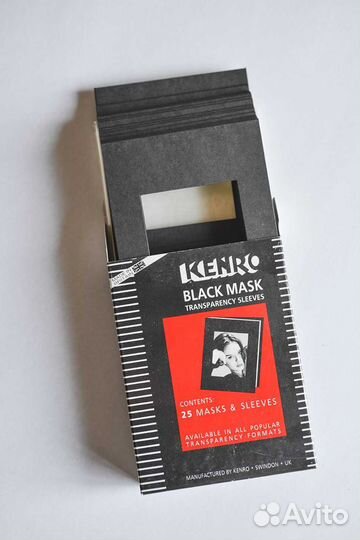 KENRO
BLACK MASK
TRANSPARENCY SLEEVES
CONTENTS:
25 MASKS & SLEEVES
AVAILABLE IN ALL POPULAR
TRANSPARENCY FORMATS
MANUFACTURED BY KENRO • SWINDON • UK
Avito